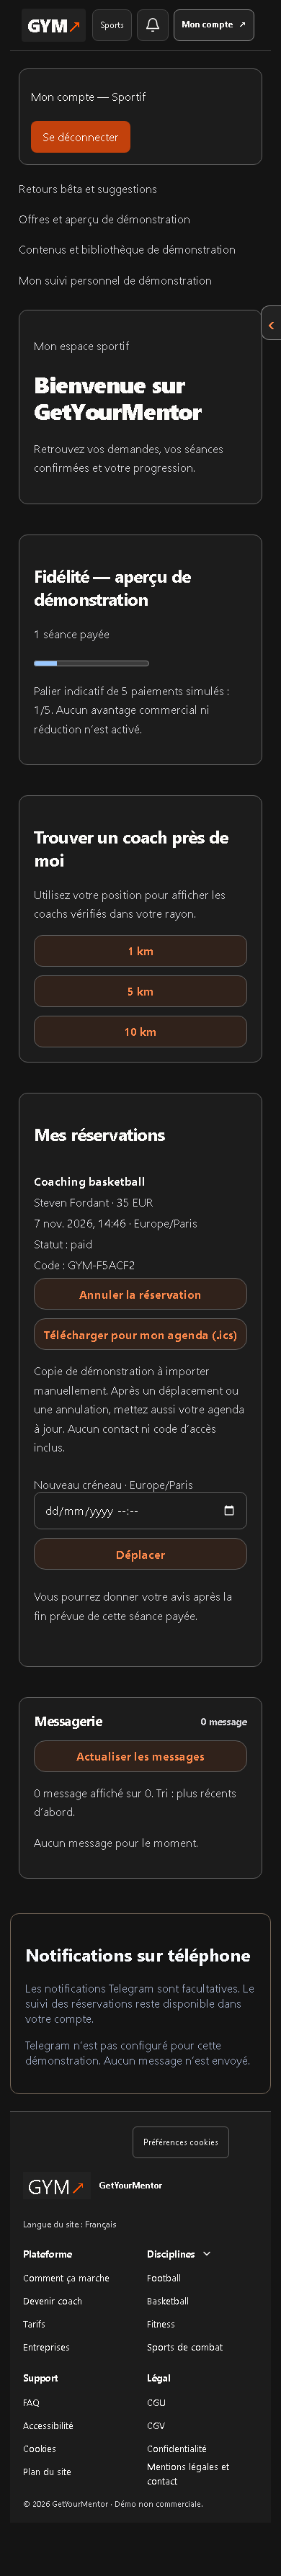 GYM↗ Sports Mon compte ↗
Mon compte — Sportif
Se déconnecter
Retours bêta et suggestions
Offres et aperçu de démonstration
Contenus et bibliothèque de démonstration
Mon suivi personnel de démonstration
Mon espace sportif
Bienvenue sur
GetYourMentor
Retrouvez vos demandes, vos séances
confirmées et votre progression.
Fidélité — aperçu de
démonstration
1 séance payée
Palier indicatif de 5 paiements simulés :
1/5. Aucun avantage commercial ni
réduction n’est activé.
Trouver un coach près de
moi
Utilisez votre position pour afficher les
coachs vérifiés dans votre rayon.
1 km
5 km
10 km
Mes réservations
Coaching basketball
Steven Fordant · 35 EUR
7 nov. 2026, 14:46 · Europe/Paris
Statut : paid
Code : GYM-F5ACF2
Annuler la réservation
Télécharger pour mon agenda (.ics)
Copie de démonstration à importer
manuellement. Après un déplacement ou
une annulation, mettez aussi votre agenda
à jour. Aucun contact ni code d’accès
inclus.
Nouveau créneau · Europe/Paris
dd/mm/yyyy --:--
Déplacer
Vous pourrez donner votre avis après la
fin prévue de cette séance payée.
Messagerie 0 message
Actualiser les messages
0 message affiché sur 0. Tri : plus récents
d’abord.
Aucun message pour le moment.
Notifications sur téléphone
Les notifications Telegram sont facultatives. Le
suivi des réservations reste disponible dans
votre compte.
Telegram n’est pas configuré pour cette
démonstration. Aucun message n’est envoyé.
Préférences cookies
GYM↗ GetYourMentor
Langue du site : Français
Plateforme
Comment ça marche
Devenir coach
Tarifs
Entreprises
Disciplines
Football
Basketball
Fitness
Sports de combat
Support
FAQ
Accessibilité
Cookies
Plan du site
Légal
CGU
CGV
Confidentialité
Mentions légales et
contact
© 2026 GetYourMentor · Démo non commerciale.